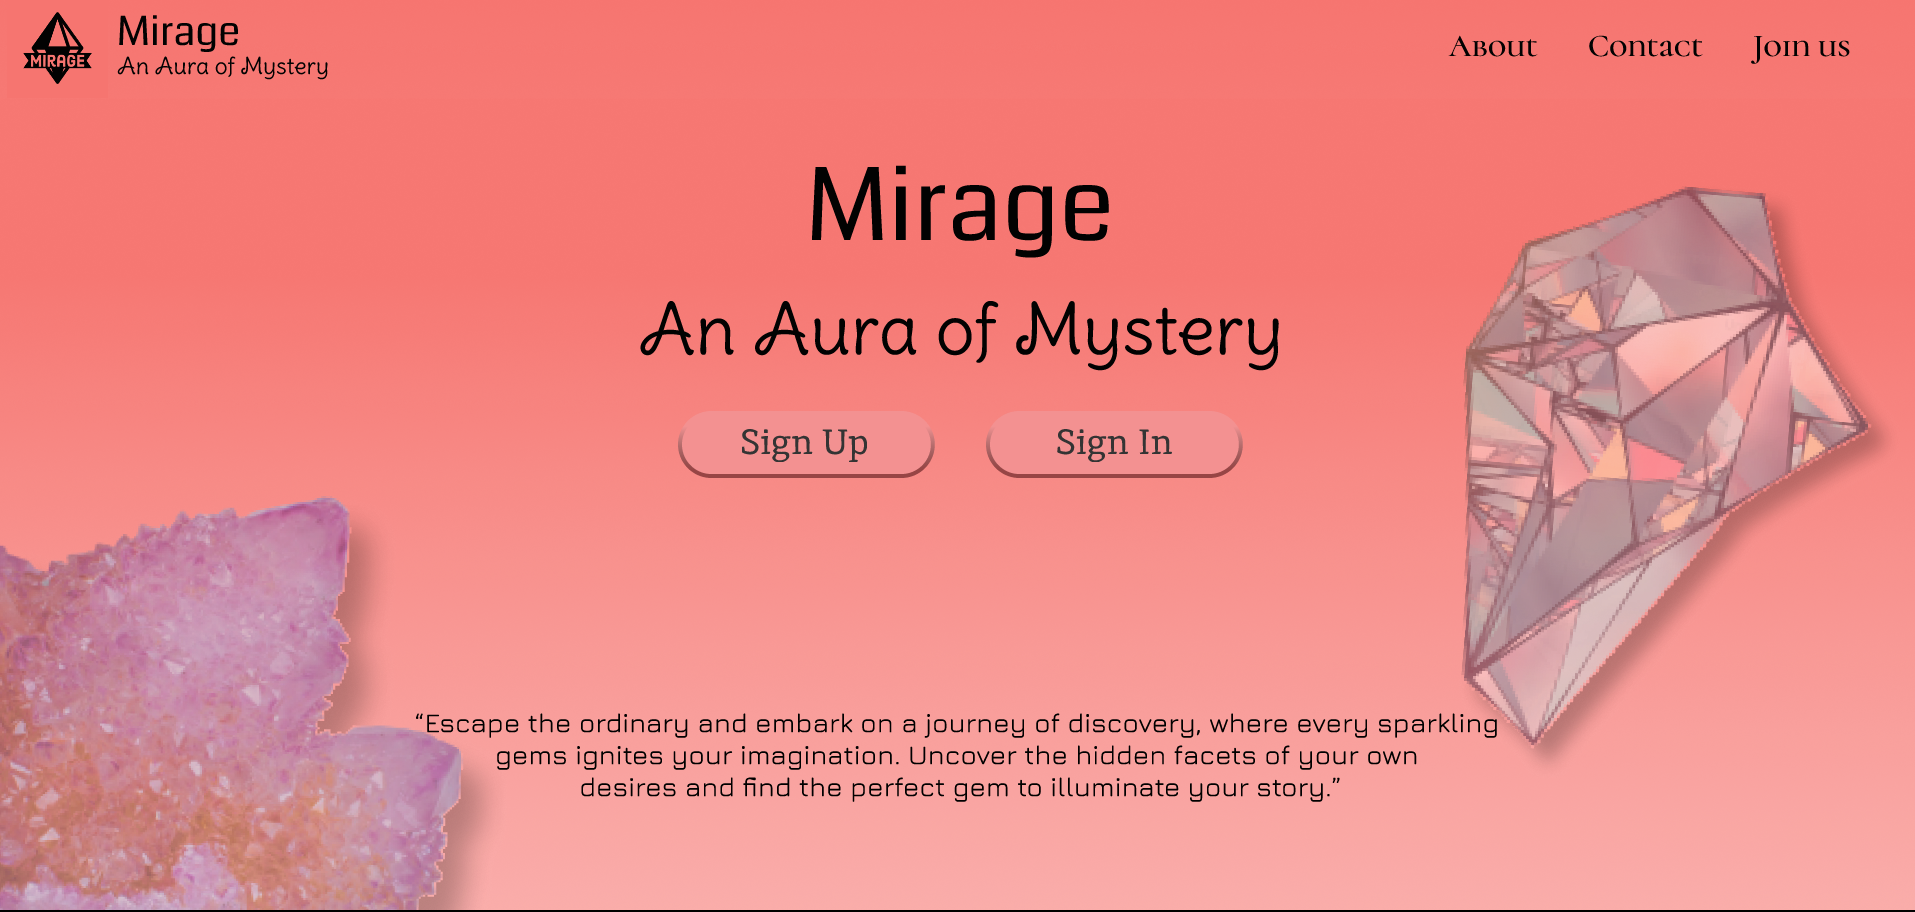 MIRAGE
Mirage
An Aura of Mystery
About
Contact
Join us
Mirage
An Aura of Mystery
Sign Up
Sign In
“Escape the ordinary and embark on a journey of discovery, where every sparkling
gems ignites your imagination. Uncover the hidden facets of your own
desires and find the perfect gem to illuminate your story.”